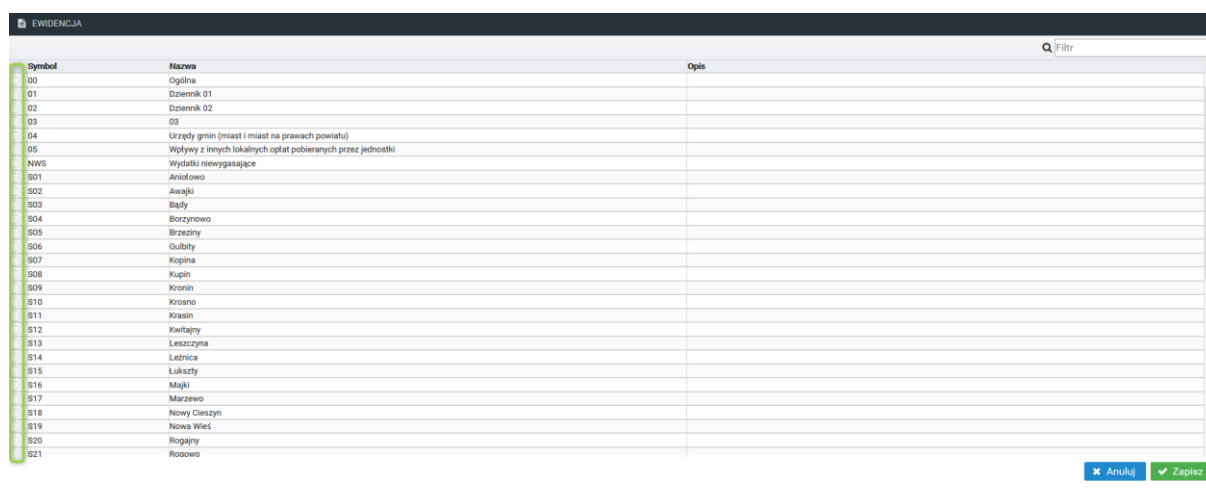 EWIDENCJA
Filtr
Symbol Nazwa Opis
00 Ogólna
01 Dziennik 01
02 Dziennik 02
03 03
04 Urzędy gmin (miast i miast na prawach powiatu)
05 Wpływy z innych lokalnych opłat pobieranych przez jednostki
NWS Wydatki niewygasające
S01 Aniołowo
S02 Awajki
S03 Bądy
S04 Borzynowo
S05 Brzeziny
S06 Gulbity
S07 Kopina
S08 Kupin
S09 Kronin
S10 Krosno
S11 Krasin
S12 Kwitajny
S13 Leszczyna
S14 Leżnica
S15 Łukszty
S16 Majki
S17 Marzewo
S18 Nowy Cieszyn
S19 Nowa Wieś
S20 Rogajny
S21 Rogowo
Anuluj Zapisz